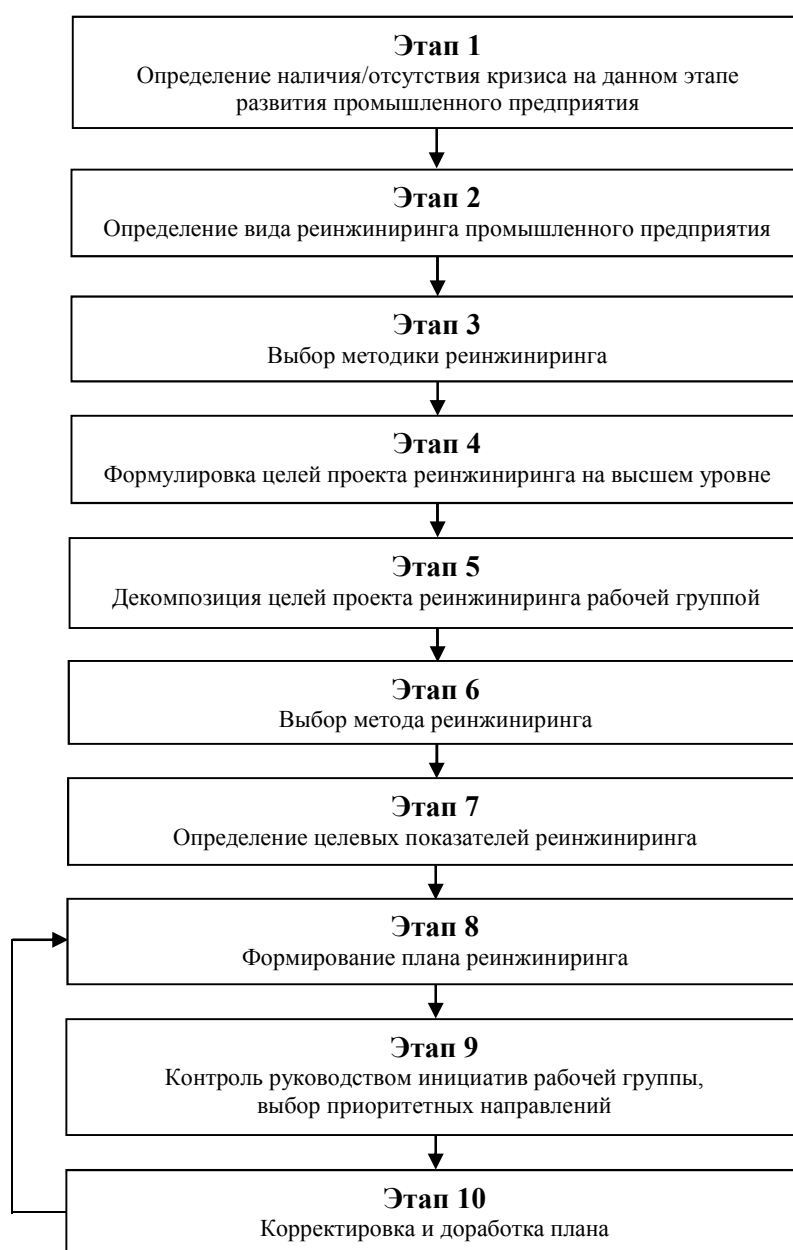 Этап 1
Определение наличия/отсутствия кризиса на данном этапе
развития промышленного предприятия
Этап 2
Определение вида реинжиниринга промышленного предприятия
Этап 3
Выбор методики реинжиниринга
Этап 4
Формулировка целей проекта реинжиниринга на высшем уровне
Этап 5
Декомпозиция целей проекта реинжиниринга рабочей группой
Этап 6
Выбор метода реинжиниринга
Этап 7
Определение целевых показателей реинжиниринга
Этап 8
Формирование плана реинжиниринга
Этап 9
Контроль руководством инициатив рабочей группы,
выбор приоритетных направлений
Этап 10
Корректировка и доработка плана